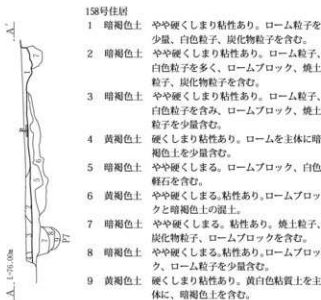 158号住居
1 暗褐色土 やや硬くしまり粘性あり。ローム粒子を
少量、白色粒子、炭化物粒子を含む。
2 暗褐色土 やや硬くしまり粘性あり。ローム粒子、
白色粒子を多く、ロームブロック、焼土
粒子、炭化物粒子を含む。
3 暗褐色土 やや硬くしまり粘性あり。ローム粒子、
白色粒子を含み、ロームブロック、焼土
粒子を少量含む。
4 黄褐色土 硬くしまり粘性あり。ロームを主体に暗
褐色土を少量含む。
5 暗褐色土 やや硬くしまる。ロームブロック、白色
軽石を含む。
6 黄褐色土 やや硬くしまる。粘性あり。ロームブロッ
クと暗褐色土の混土。
7 暗褐色土 やや硬くしまる。粘性あり。焼土粒子、
炭化物粒子、ロームブロックを含む。
8 暗褐色土 やや硬くしまる。粘性あり。ロームブロッ
ク、ローム粒子を少量含む。
9 黄褐色土 硬くしまり粘性あり。黄白色粘質土を主
体に、暗褐色土を含む。
A'
P7
A L=76.00m